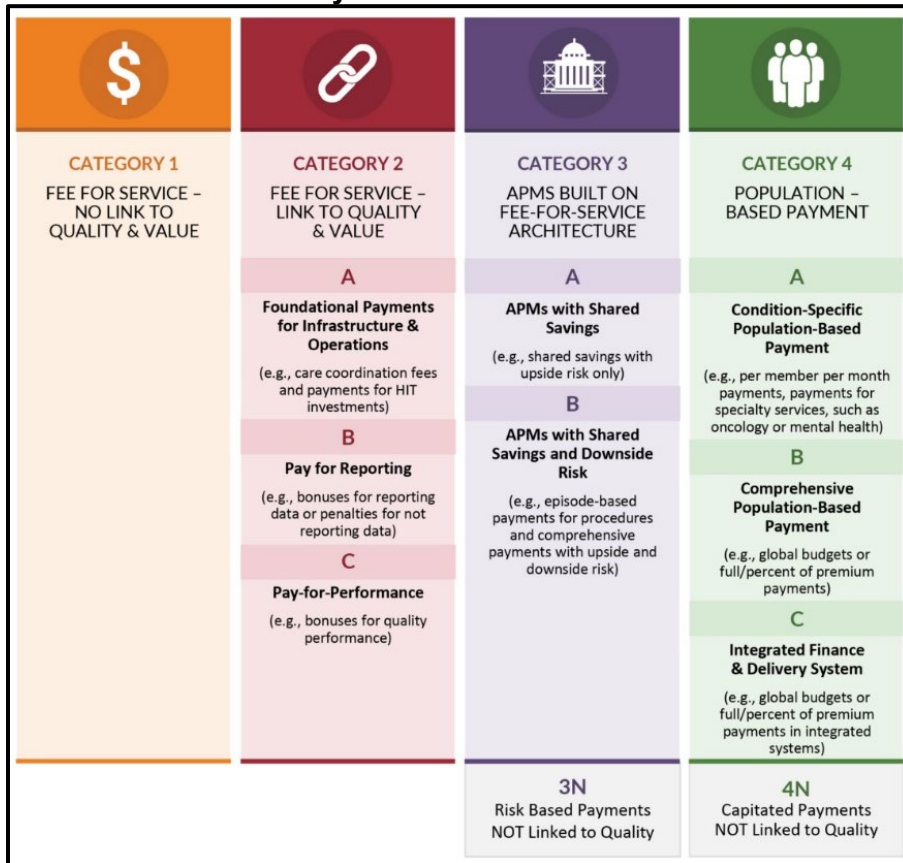 $
CATEGORY 1
FEE FOR SERVICE –
NO LINK TO
QUALITY & VALUE
CATEGORY 2
FEE FOR SERVICE –
LINK TO QUALITY
& VALUE
A
Foundational Payments
for Infrastructure &
Operations
(e.g., care coordination fees
and payments for HIT
investments)
B
Pay for Reporting
(e.g., bonuses for reporting
data or penalties for not
reporting data)
C
Pay-for-Performance
(e.g., bonuses for quality
performance)
CATEGORY 3
APMS BUILT ON
FEE-FOR-SERVICE
ARCHITECTURE
A
APMs with Shared
Savings
(e.g., shared savings with
upside risk only)
B
APMs with Shared
Savings and Downside
Risk
(e.g., episode-based
payments for procedures
and comprehensive
payments with upside and
downside risk)
3N
Risk Based Payments
NOT Linked to Quality
CATEGORY 4
POPULATION –
BASED PAYMENT
A
Condition-Specific
Population-Based
Payment
(e.g., per member per month
payments, payments for
specialty services, such as
oncology or mental health)
B
Comprehensive
Population-Based
Payment
(e.g., global budgets or
full/percent of premium
payments)
C
Integrated Finance
& Delivery System
(e.g., global budgets or
full/percent of premium
payments in integrated
systems)
4N
Capitated Payments
NOT Linked to Quality